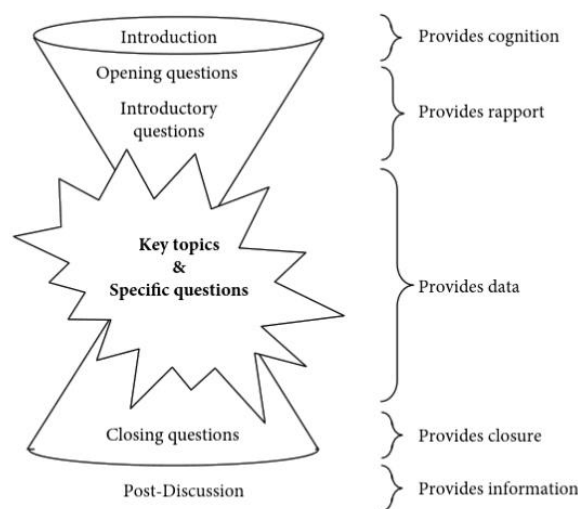 Introduction
Provides cognition
Opening questions
Introductory
questions
Provides rapport
Key topics
&
Specific questions
Provides data
Closing questions
Provides closure
Post-Discussion
Provides information